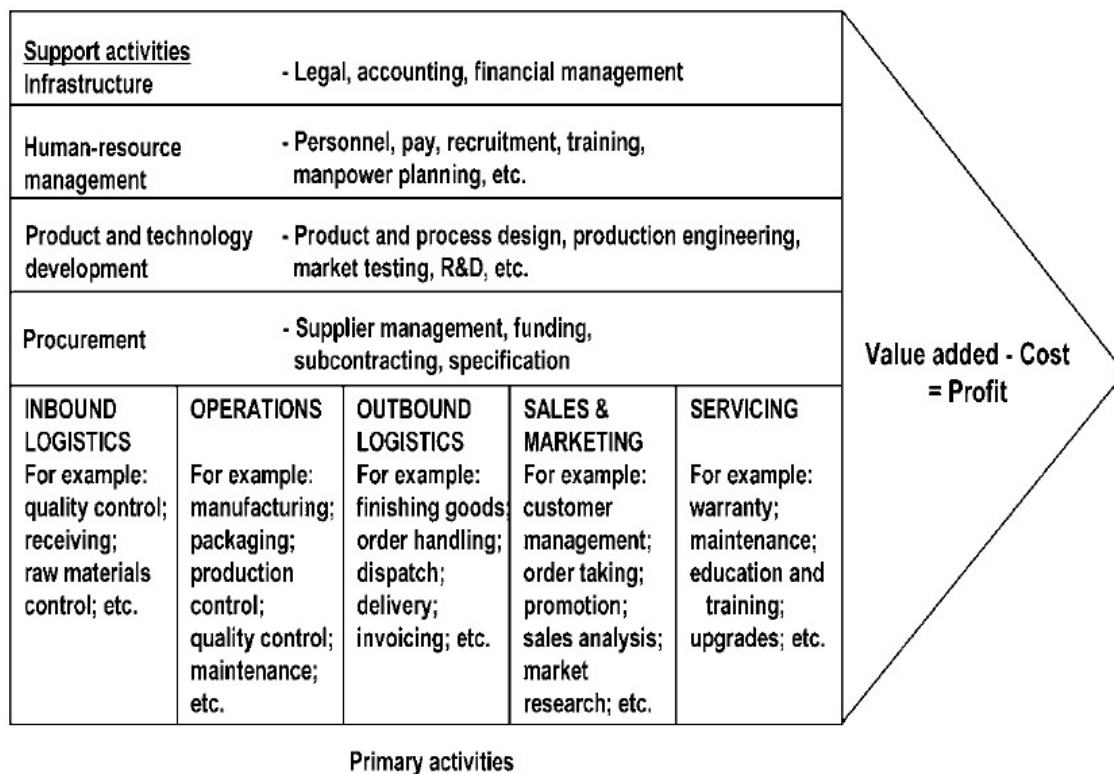 Support activities
Infrastructure
- Legal, accounting, financial management
Human-resource
management
- Personnel, pay, recruitment, training,
manpower planning, etc.
Product and technology
development
- Product and process design, production engineering,
market testing, R&D, etc.
Procurement
- Supplier management, funding,
subcontracting, specification
INBOUND
LOGISTICS
For example:
quality control;
receiving;
raw materials
control; etc.
OPERATIONS
For example:
manufacturing;
packaging;
production
control;
quality control;
maintenance;
etc.
OUTBOUND
LOGISTICS
For example:
finishing goods;
order handling;
dispatch;
delivery;
invoicing; etc.
SALES &
MARKETING
For example:
customer
management;
order taking;
promotion;
sales analysis;
market
research; etc.
SERVICING
For example:
warranty;
maintenance;
education and
training;
upgrades; etc.
Value added - Cost
= Profit
Primary activities